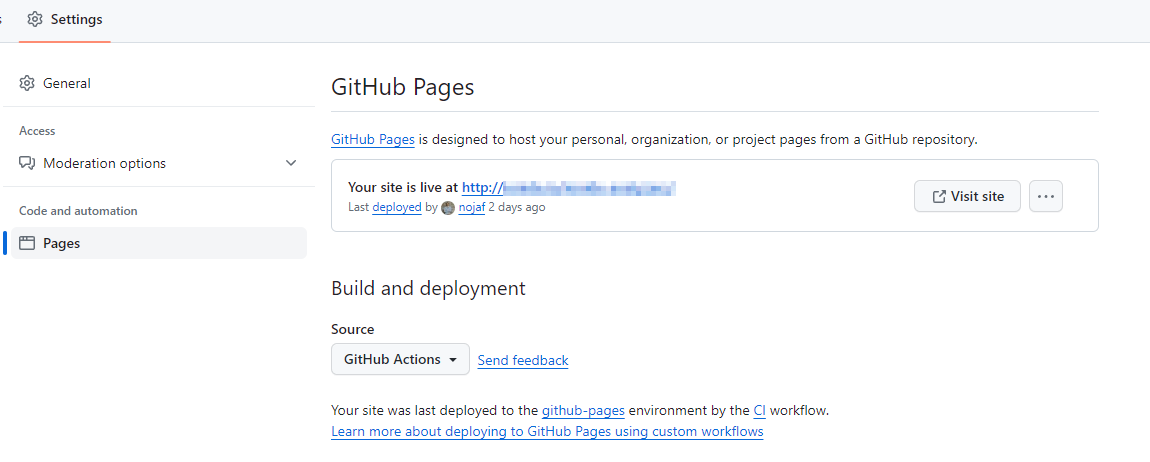 Settings
General
Access
Moderation options
Code and automation
Pages
GitHub Pages
GitHub Pages is designed to host your personal, organization, or project pages from a GitHub repository.
Your site is live at http://
Last deployed by nojaf 2 days ago
Visit site
Build and deployment
Source
GitHub Actions
Send feedback
Your site was last deployed to the github-pages environment by the CI workflow.
Learn more about deploying to GitHub Pages using custom workflows